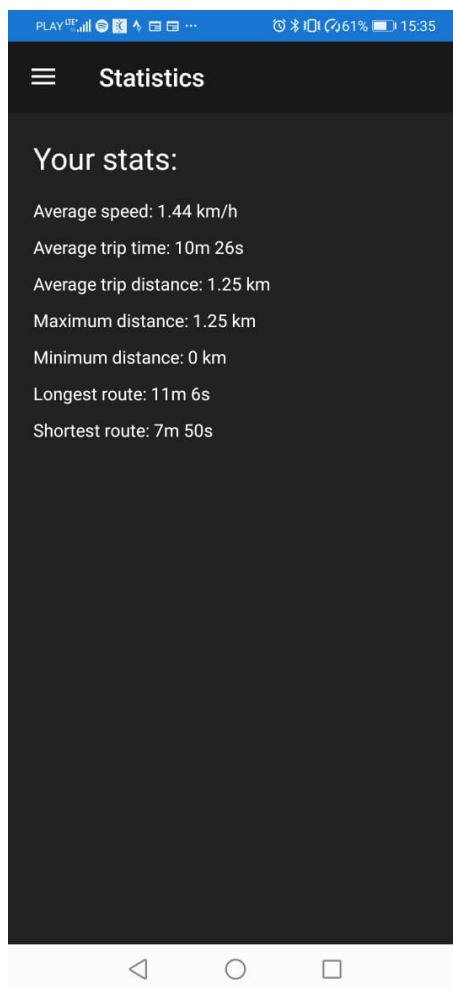 PLAY LTE 61% 15:35
Statistics
Your stats:
Average speed: 1.44 km/h
Average trip time: 10m 26s
Average trip distance: 1.25 km
Maximum distance: 1.25 km
Minimum distance: 0 km
Longest route: 11m 6s
Shortest route: 7m 50s